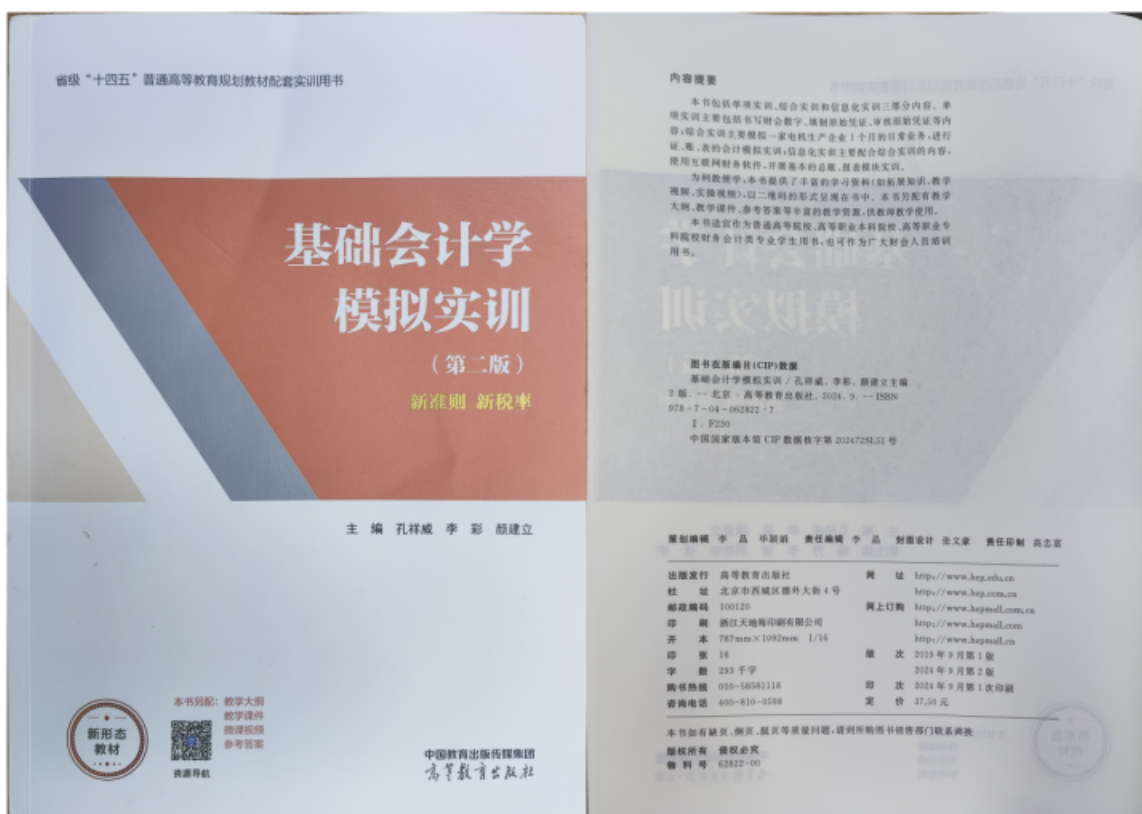 省级“十四五”普通高等教育规划教材配套实训用书
基础会计学
模拟实训
（第二版）
新准则 新税率
主 编 孔祥威 李 彩 颜建立
新形态
教材
本书另配：教学大纲
教学课件
微课视频
参考答案
资源导航
中国教育出版传媒集团
高等教育出版社
内容提要
本书包括单项实训、综合实训和信息化实训三部分内容。单
项实训主要包括书写财会数字、填制原始凭证、审核原始凭证等内
容；综合实训主要模拟一家电机生产企业1个月的日常业务，进行
证、账、表的会计模拟实训；信息化实训主要配合综合实训的内容，
使用互联网财务软件，开展基本的总账、报表模块实训。
为利教便学，本书提供了丰富的学习资料（如拓展知识、教学
视频、实操视频），以二维码的形式呈现在书中。本书另配有教学
大纲、教学课件、参考答案等丰富的教学资源，供教师教学使用。
本书适宜作为普通高等院校、高等职业本科院校、高等职业专
科院校财务会计类专业学生用书，也可作为广大财会人员培训
用书。
图书在版编目(CIP)数据
基础会计学模拟实训 / 孔祥威，李彩，颜建立主编.
2版. -- 北京 : 高等教育出版社, 2024. 9. -- ISBN
978-7-04-062822-7
Ⅰ. F230
中国国家版本馆CIP数据核字第202472SL51号
策划编辑 李 晶 毕颖娟 责任编辑 李 晶 封面设计 张文豪 责任印制 高忠富
出版发行 高等教育出版社 网 址 http://www.hep.edu.cn
社 址 北京市西城区德外大街4号 http://www.hep.com.cn
邮政编码 100120 网上订购 http://www.hepmall.com.cn
印 刷 浙江天地海印刷有限公司 http://www.hepmall.com
开 本 787mm×1092mm 1/16 http://www.hepmall.cn
印 张 16 版 次 2019年9月第1版
字 数 293千字 2024年9月第2版
购书热线 010-58581118 印 次 2024年9月第1次印刷
咨询电话 400-810-0598 定 价 37.50元
本书如有缺页、倒页、脱页等质量问题，请到所购图书销售部门联系调换
版权所有 侵权必究
物 料 号 62822-00